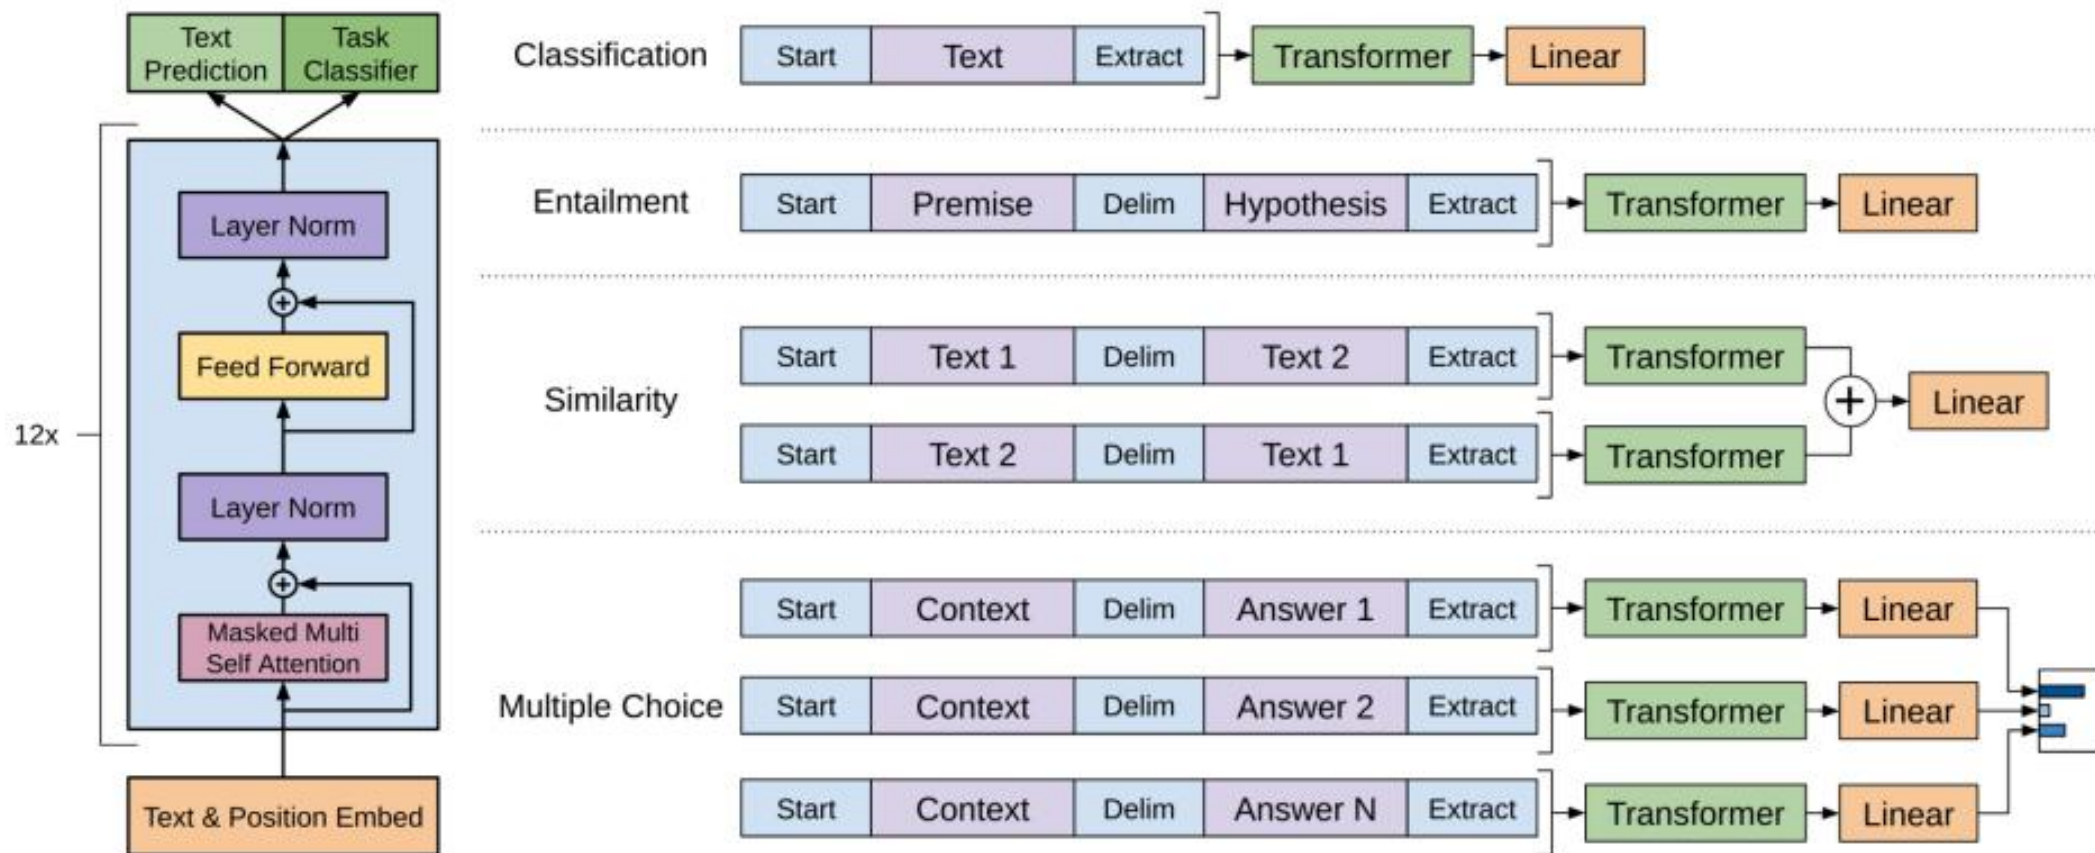 Text
Prediction
Task
Classifier
12x
Layer Norm
Feed Forward
Layer Norm
Masked Multi
Self Attention
Text & Position Embed
Classification Start Text Extract Transformer Linear
Entailment Start Premise Delim Hypothesis Extract Transformer Linear
Similarity
Start Text 1 Delim Text 2 Extract Transformer
Start Text 2 Delim Text 1 Extract Transformer
Linear
Multiple Choice
Start Context Delim Answer 1 Extract Transformer Linear
Start Context Delim Answer 2 Extract Transformer Linear
Start Context Delim Answer N Extract Transformer Linear